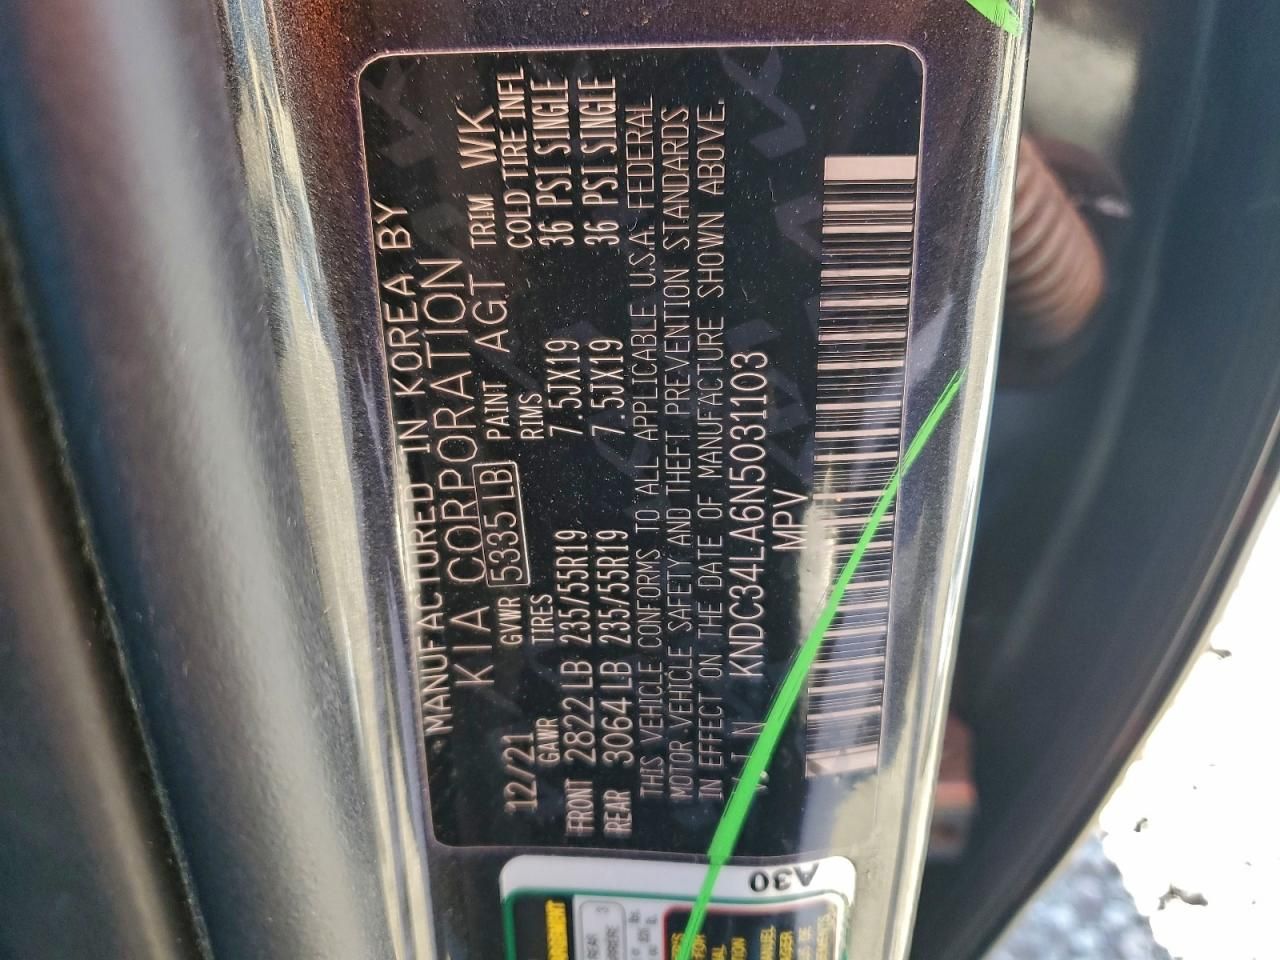 MANUFACTURED IN KOREA BY
KIA CORPORATION
12/21 GVWR 5335 LB PAINT AGT TRIM WK
GAWR TIRES RIMS COLD TIRE INFL
FRONT 2822 LB 235/55R19 7.5JX19 36 PSI SINGLE
REAR 3064 LB 235/55R19 7.5JX19 36 PSI SINGLE
THIS VEHICLE CONFORMS TO ALL APPLICABLE U.S.A. FEDERAL
MOTOR VEHICLE SAFETY AND THEFT PREVENTION STANDARDS
IN EFFECT ON THE DATE OF MANUFACTURE SHOWN ABOVE.
V I N KNDC34LA6N5031103
MPV
A30
REAR
3